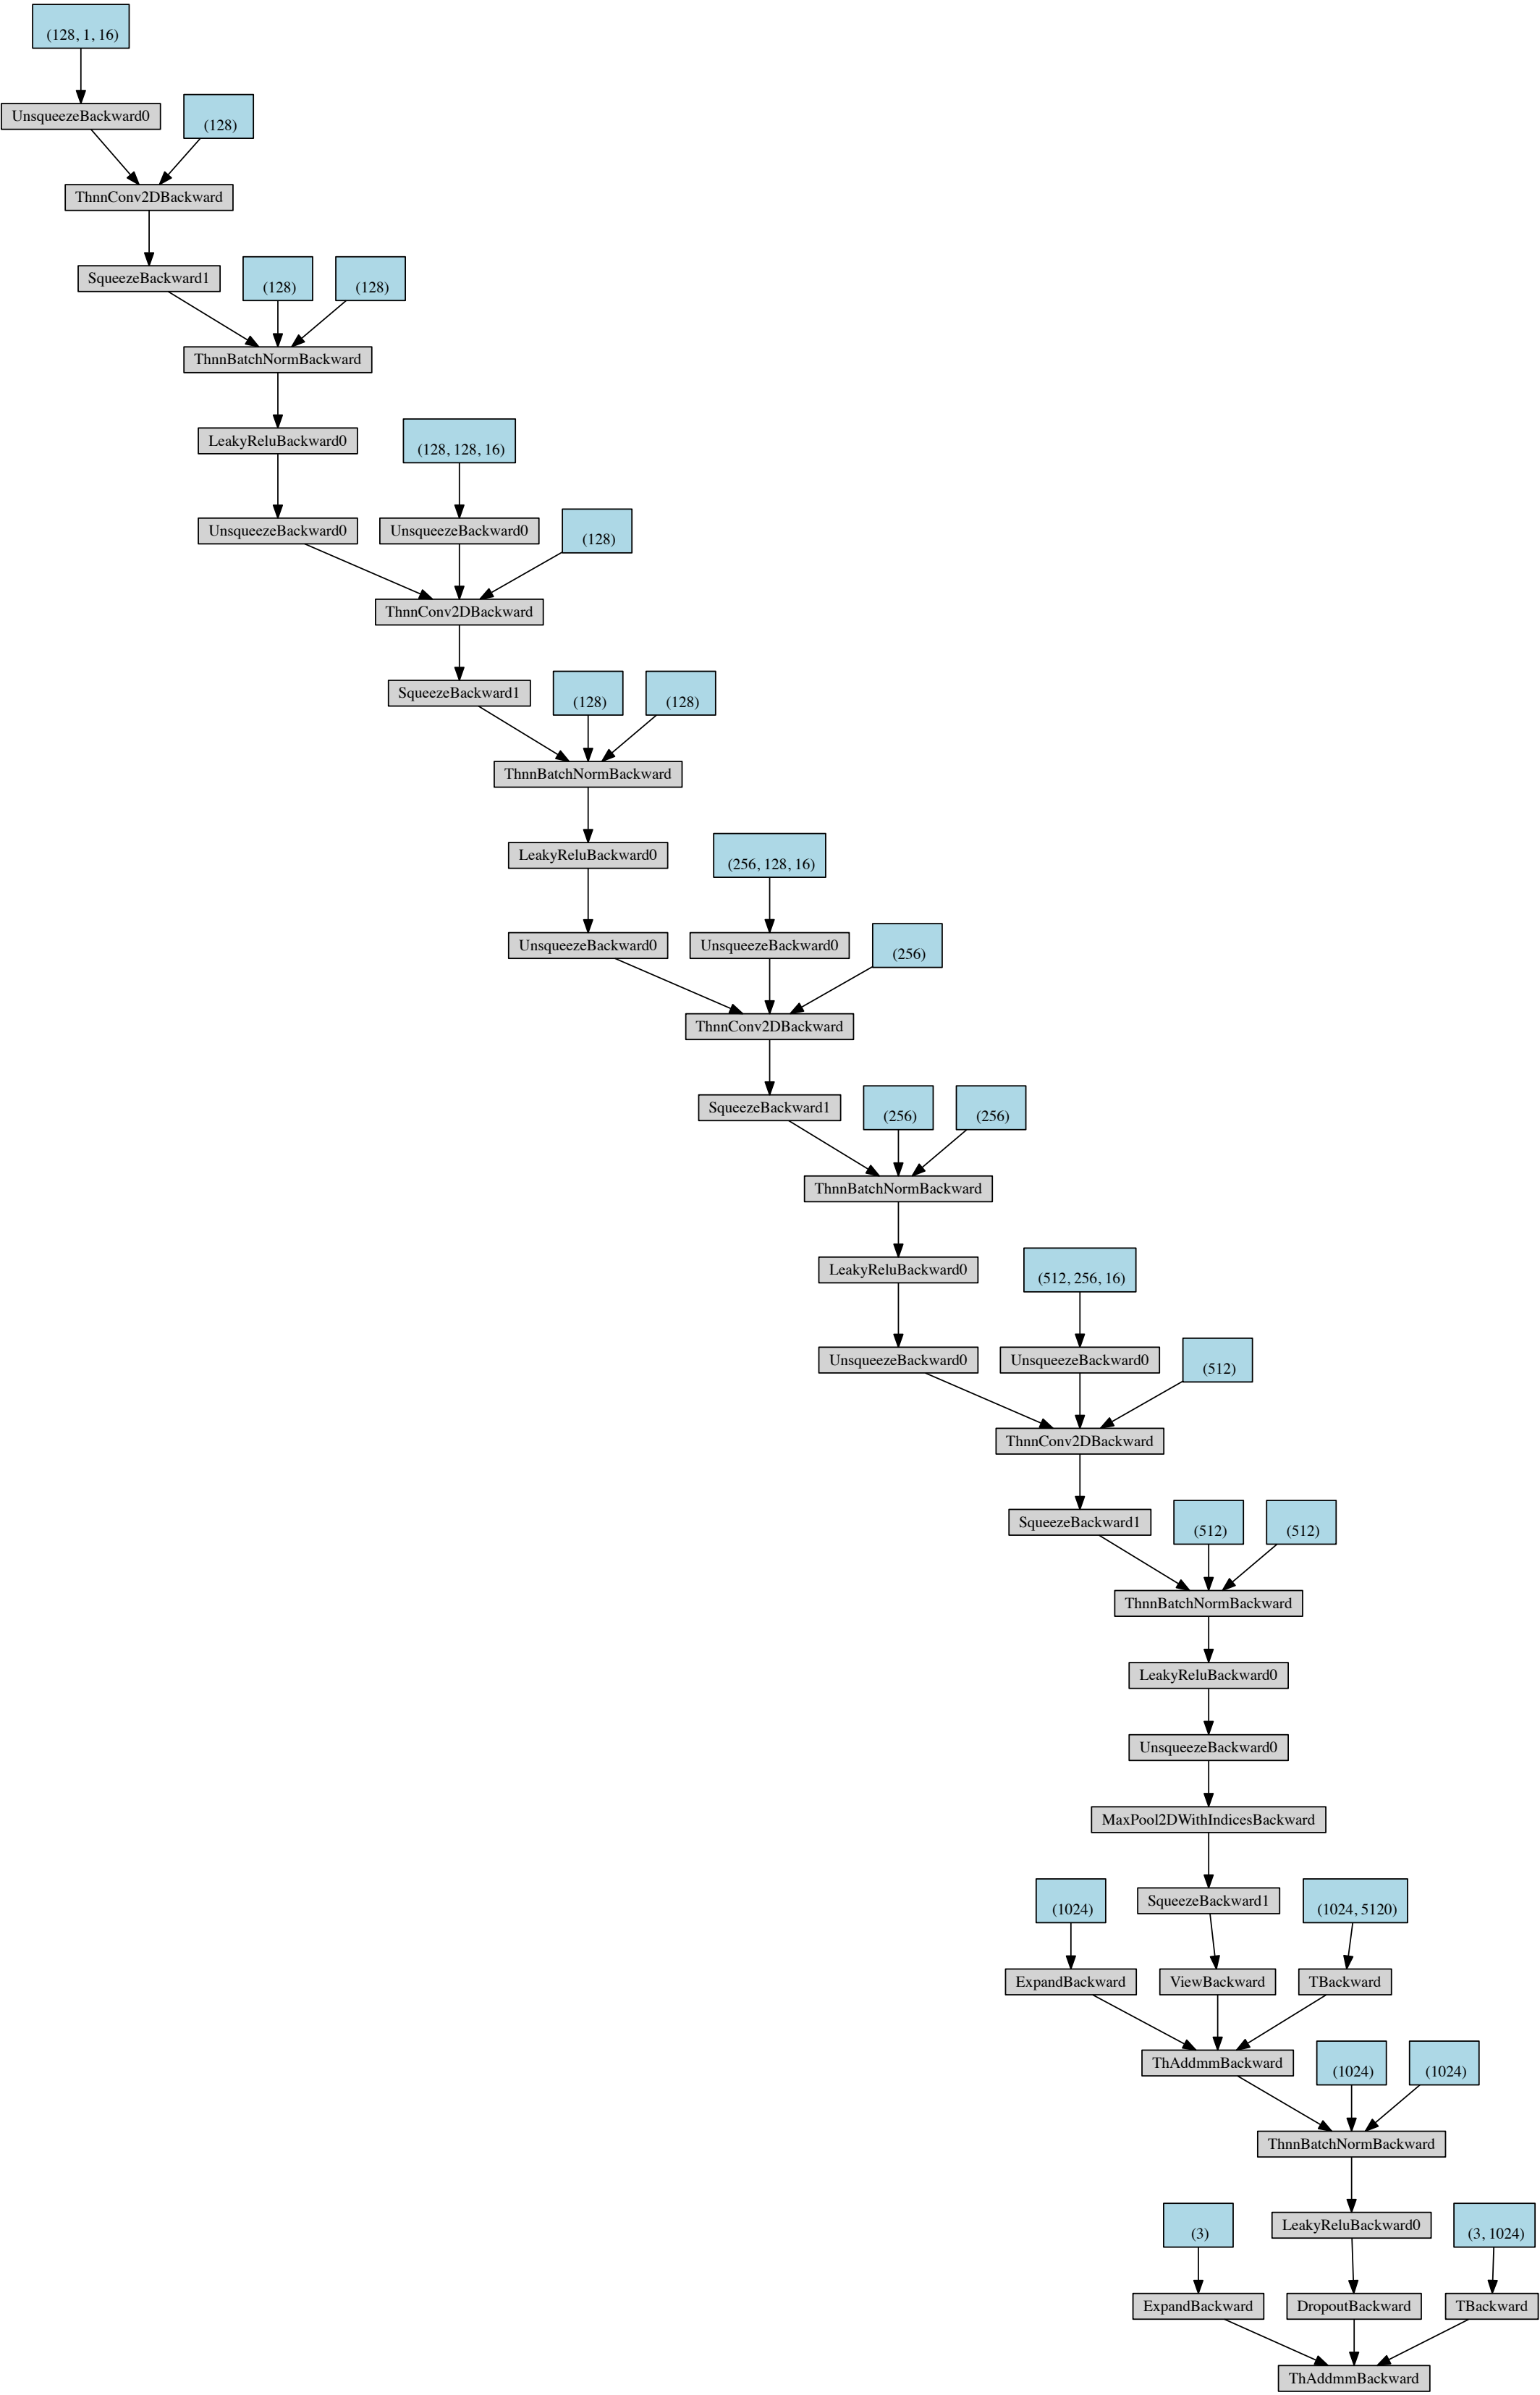 (128, 1, 16)
UnsqueezeBackward0
(128)
ThnnConv2DBackward
SqueezeBackward1
(128)
(128)
ThnnBatchNormBackward
LeakyReluBackward0
(128, 128, 16)
UnsqueezeBackward0
UnsqueezeBackward0
(128)
ThnnConv2DBackward
SqueezeBackward1
(128)
(128)
ThnnBatchNormBackward
LeakyReluBackward0
(256, 128, 16)
UnsqueezeBackward0
UnsqueezeBackward0
(256)
ThnnConv2DBackward
SqueezeBackward1
(256)
(256)
ThnnBatchNormBackward
LeakyReluBackward0
(512, 256, 16)
UnsqueezeBackward0
UnsqueezeBackward0
(512)
ThnnConv2DBackward
SqueezeBackward1
(512)
(512)
ThnnBatchNormBackward
LeakyReluBackward0
UnsqueezeBackward0
MaxPool2DWithIndicesBackward
(1024)
SqueezeBackward1
(1024, 5120)
ExpandBackward
ViewBackward
TBackward
ThAddmmBackward
(1024)
(1024)
ThnnBatchNormBackward
(3)
LeakyReluBackward0
(3, 1024)
ExpandBackward
DropoutBackward
TBackward
ThAddmmBackward